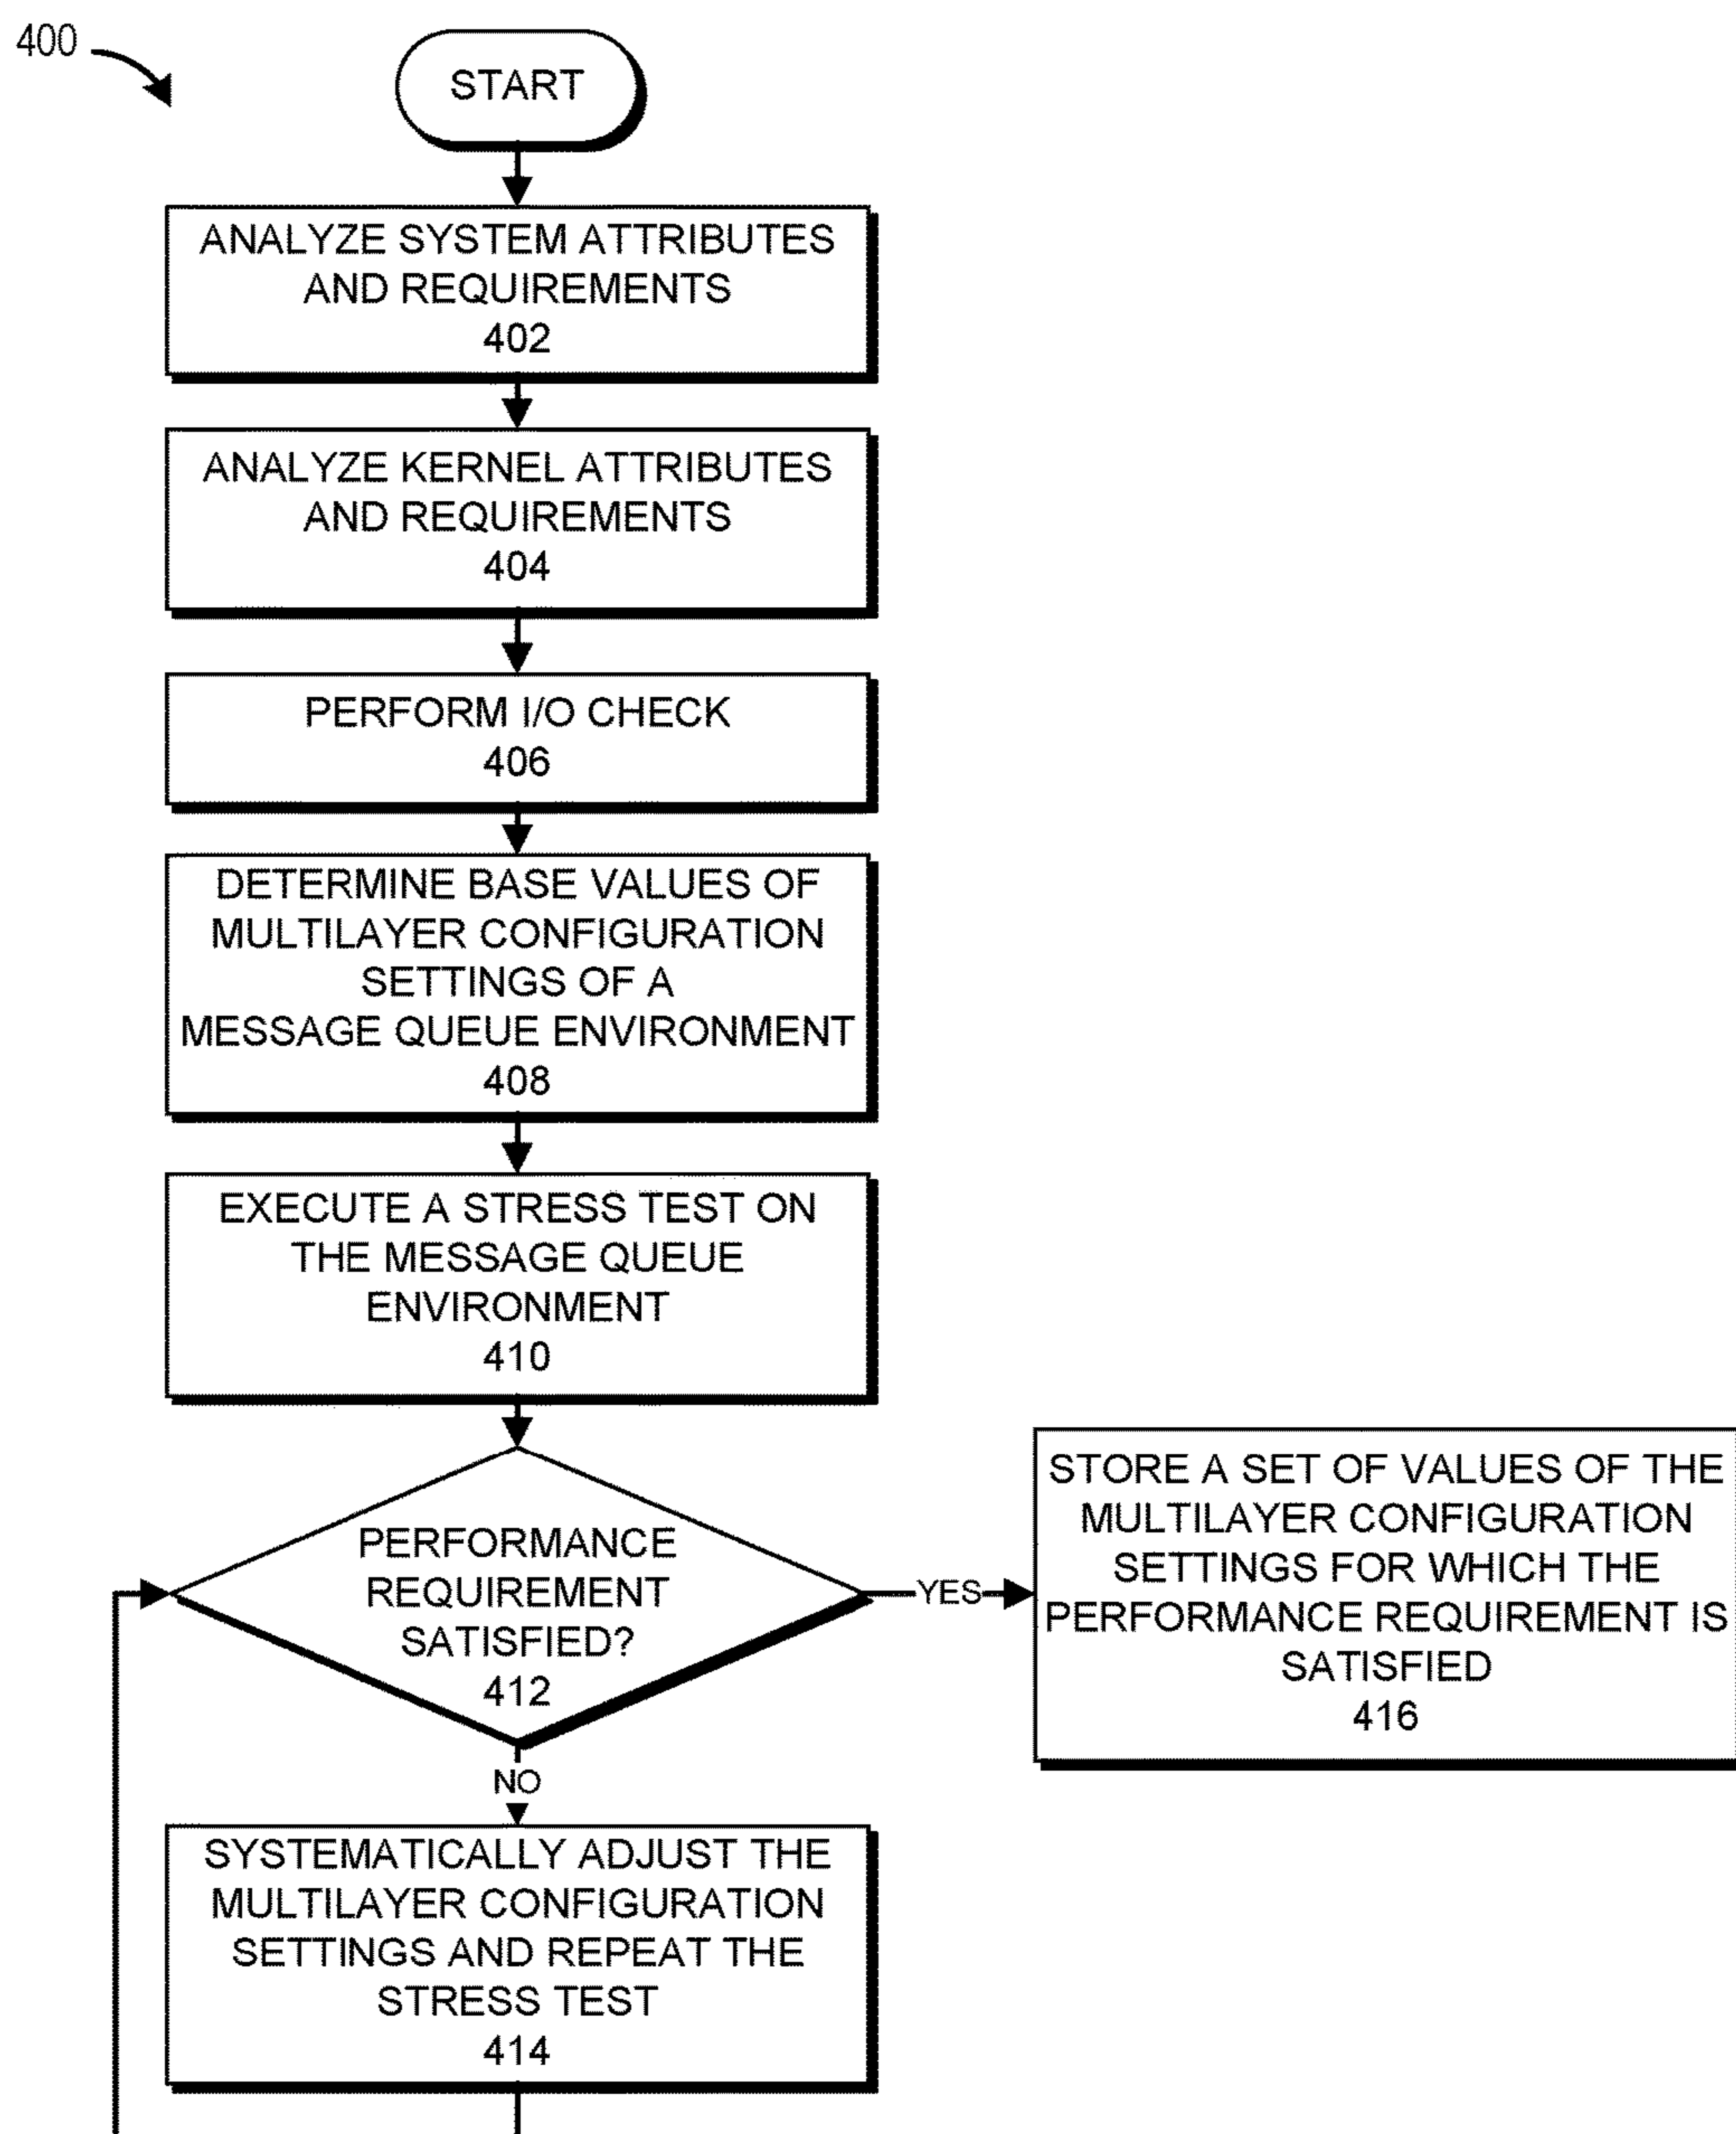 400
START
ANALYZE SYSTEM ATTRIBUTES
AND REQUIREMENTS
402
ANALYZE KERNEL ATTRIBUTES
AND REQUIREMENTS
404
PERFORM I/O CHECK
406
DETERMINE BASE VALUES OF
MULTILAYER CONFIGURATION
SETTINGS OF A
MESSAGE QUEUE ENVIRONMENT
408
EXECUTE A STRESS TEST ON
THE MESSAGE QUEUE
ENVIRONMENT
410
PERFORMANCE
REQUIREMENT
SATISFIED?
412
YES
STORE A SET OF VALUES OF THE
MULTILAYER CONFIGURATION
SETTINGS FOR WHICH THE
PERFORMANCE REQUIREMENT IS
SATISFIED
416
NO
SYSTEMATICALLY ADJUST THE
MULTILAYER CONFIGURATION
SETTINGS AND REPEAT THE
STRESS TEST
414